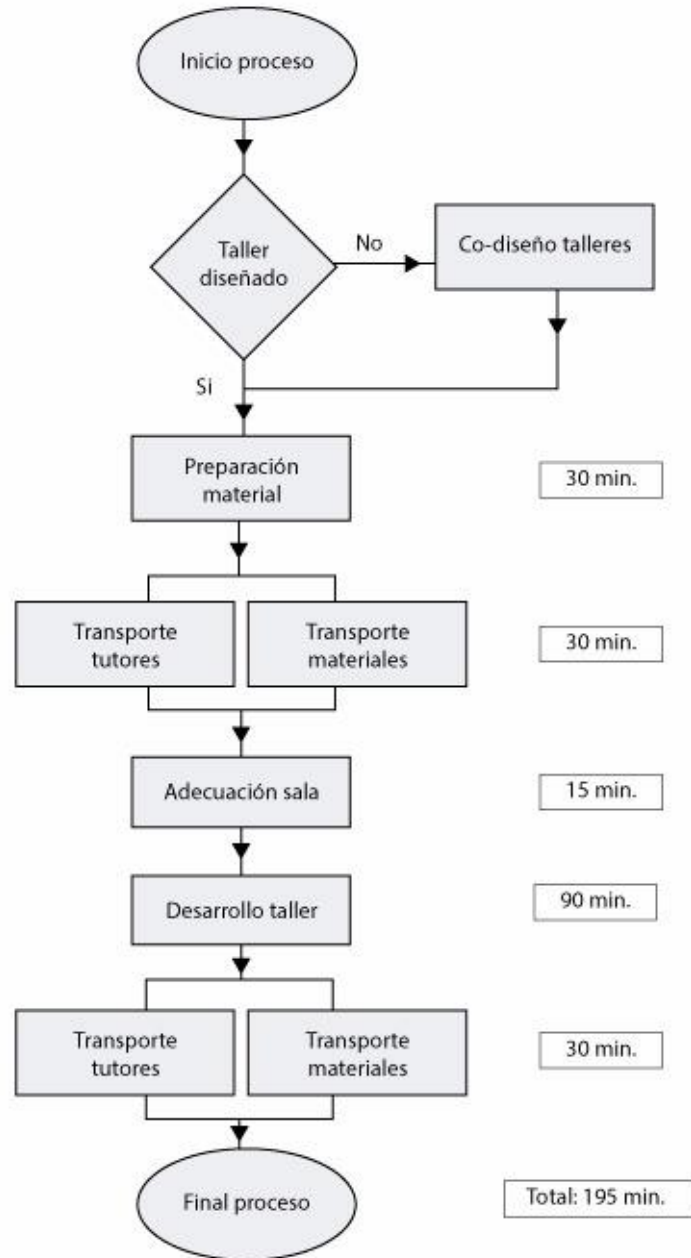 Inicio proceso
Taller
diseñado
No
Co-diseño talleres
Si
Preparación
material
30 min.
Transporte
tutores
Transporte
materiales
30 min.
Adecuación sala
15 min.
Desarrollo taller
90 min.
Transporte
tutores
Transporte
materiales
30 min.
Final proceso
Total: 195 min.